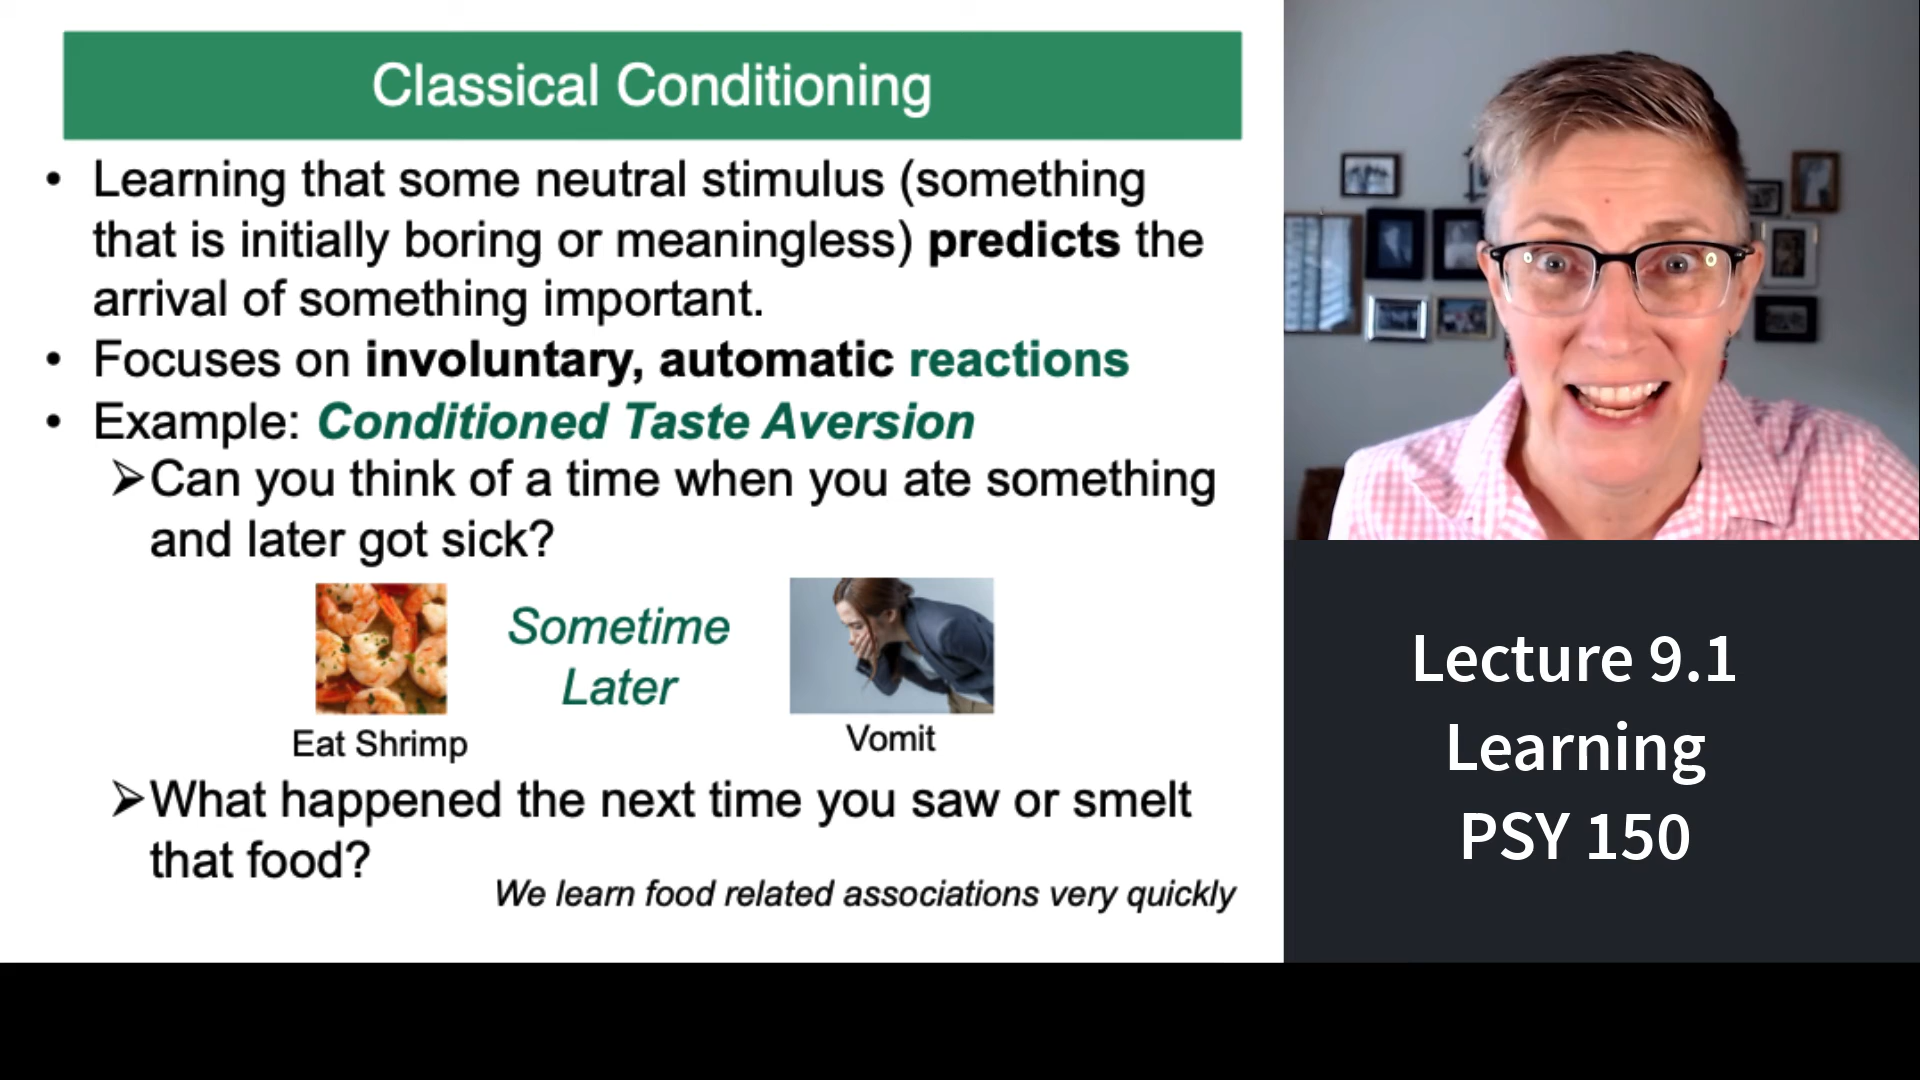 Classical Conditioning
• Learning that some neutral stimulus (something
that is initially boring or meaningless) predicts the
arrival of something important.
• Focuses on involuntary, automatic reactions
• Example: Conditioned Taste Aversion
➢Can you think of a time when you ate something
and later got sick?
Sometime
Later
Eat Shrimp
Vomit
➢What happened the next time you saw or smelt
that food?
We learn food related associations very quickly
Lecture 9.1
Learning
PSY 150